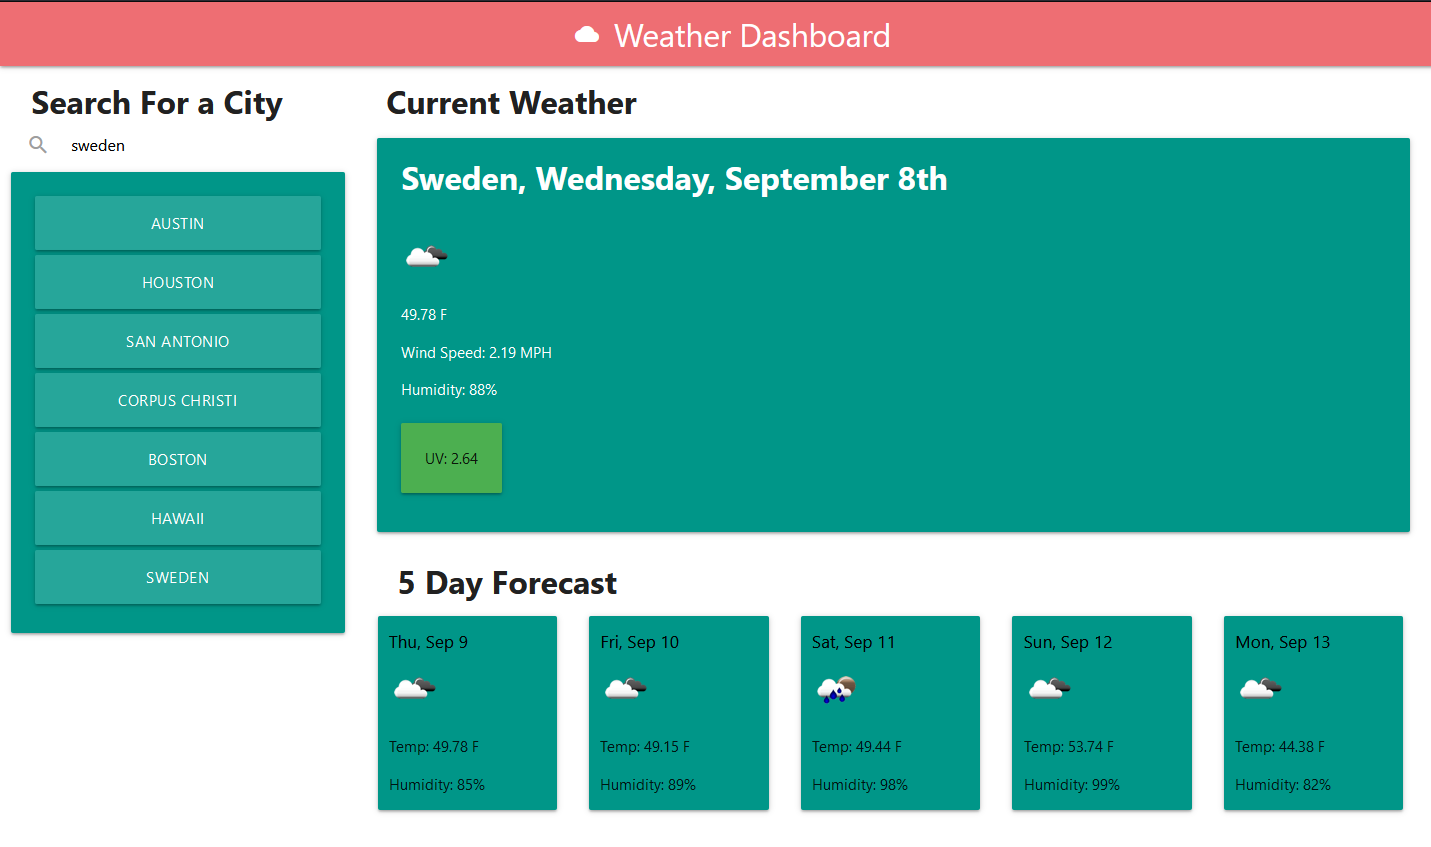 Weather Dashboard
Search For a City
sweden
AUSTIN
HOUSTON
SAN ANTONIO
CORPUS CHRISTI
BOSTON
HAWAII
SWEDEN
Current Weather
Sweden, Wednesday, September 8th
49.78 F
Wind Speed: 2.19 MPH
Humidity: 88%
UV: 2.64
5 Day Forecast
Thu, Sep 9
Temp: 49.78 F
Humidity: 85%
Fri, Sep 10
Temp: 49.15 F
Humidity: 89%
Sat, Sep 11
Temp: 49.44 F
Humidity: 98%
Sun, Sep 12
Temp: 53.74 F
Humidity: 99%
Mon, Sep 13
Temp: 44.38 F
Humidity: 82%